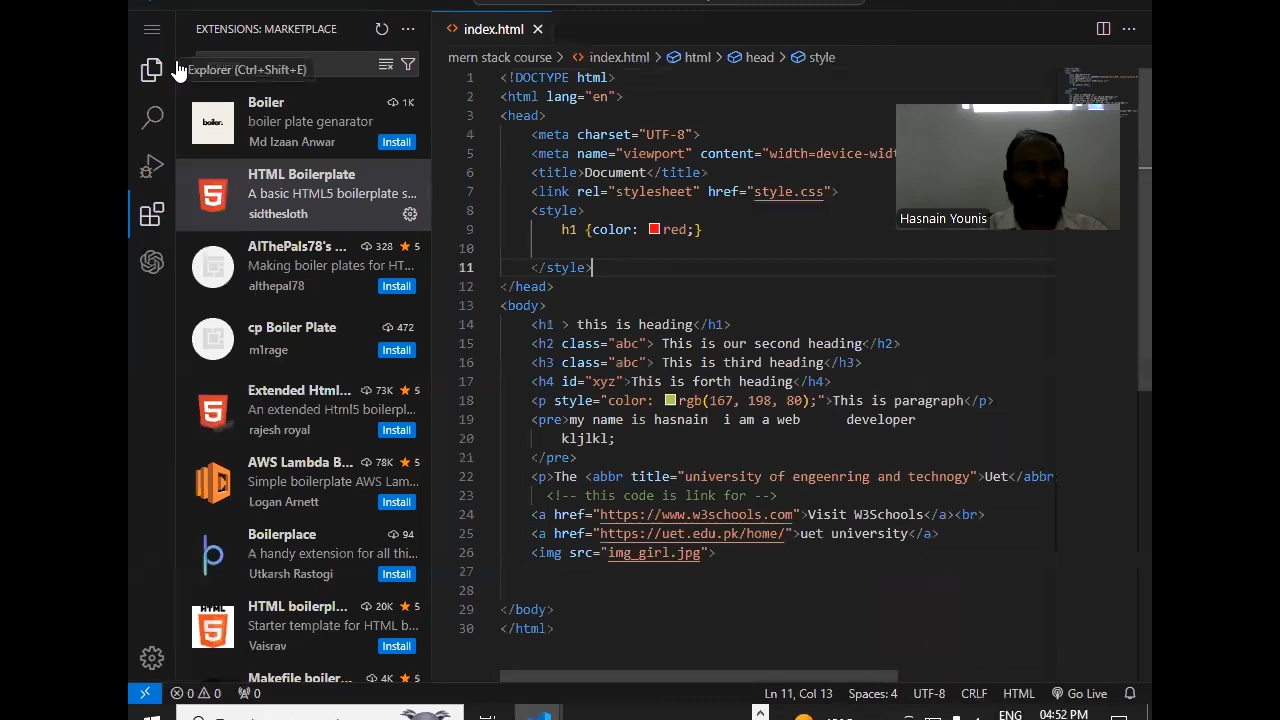 EXTENSIONS: MARKETPLACE
Explorer (Ctrl+Shift+E)
Boiler 1K
boiler plate genarator
Md Izaan Anwar Install
boiler.
HTML Boilerplate
A basic HTML5 boilerplate s...
sidthesloth
AIThePals78's ... 328 5
Making boiler plates for HT...
althepal78 Install
cp Boiler Plate 472
m1rage Install
Extended Html... 73K 5
An extended Html5 boilerpl...
rajesh royal Install
AWS Lambda B... 78K 5
Simple boilerplate AWS Lam...
Logan Arnett Install
Boilerplace 94
A handy extension for all thi...
Utkarsh Rastogi Install
HTML boilerpl... 20K 5
Starter template for HTML b...
Vaisrav Install
Makefile boiler... 4K 5
index.html
mern stack course > index.html > html > head > style
1 <!DOCTYPE html>
2 <html lang="en">
3 <head>
4 <meta charset="UTF-8">
5 <meta name="viewport" content="width=device-widt
6 <title>Document</title>
7 <link rel="stylesheet" href="style.css">
8 <style>
9 h1 {color: red;}
10
11 </style>
12 </head>
13 <body>
14 <h1 > this is heading</h1>
15 <h2 class="abc"> This is our second heading</h2>
16 <h3 class="abc"> This is third heading</h3>
17 <h4 id="xyz">This is forth heading</h4>
18 <p style="color: rgb(167, 198, 80);">This is paragraph</p>
19 <pre>my name is hasnain i am a web developer
20 kljlkl;
21 </pre>
22 <p>The <abbr title="university of engeenring and technogy">Uet</abbr
23 <!-- this code is link for -->
24 <a href="https://www.w3schools.com">Visit W3Schools</a><br>
25 <a href="https://uet.edu.pk/home/">uet university</a>
26 <img src="img_girl.jpg">
27
28
29 </body>
30 </html>
Hasnain Younis
0 0 0
Ln 11, Col 13 Spaces: 4 UTF-8 CRLF HTML Go Live
ENG 04:52 PM